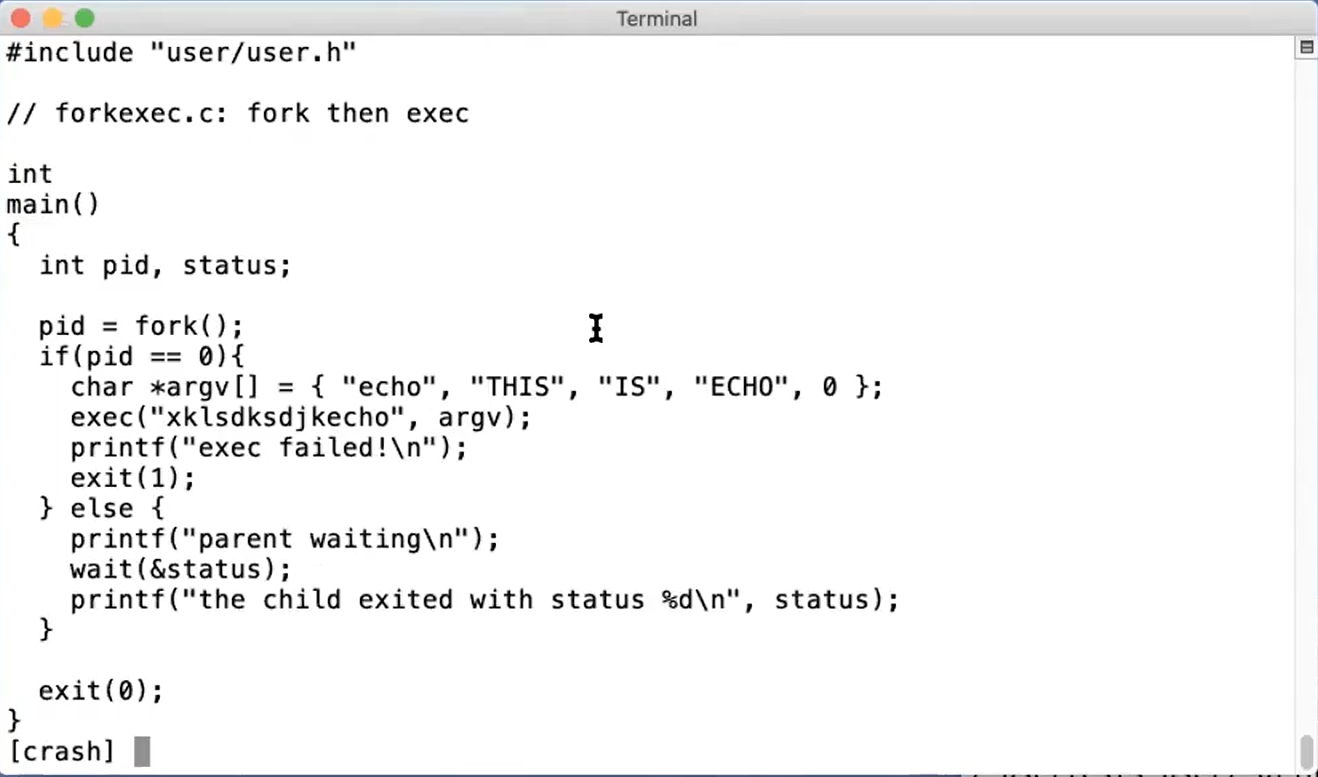 Terminal
#include "user/user.h"
// forkexec.c: fork then exec
int
main()
{
  int pid, status;
  pid = fork();
  if(pid == 0){
    char *argv[] = { "echo", "THIS", "IS", "ECHO", 0 };
    exec("xklsdksdjkecho", argv);
    printf("exec failed!\n");
    exit(1);
  } else {
    printf("parent waiting\n");
    wait(&status);
    printf("the child exited with status %d\n", status);
  }
  exit(0);
}
[crash]